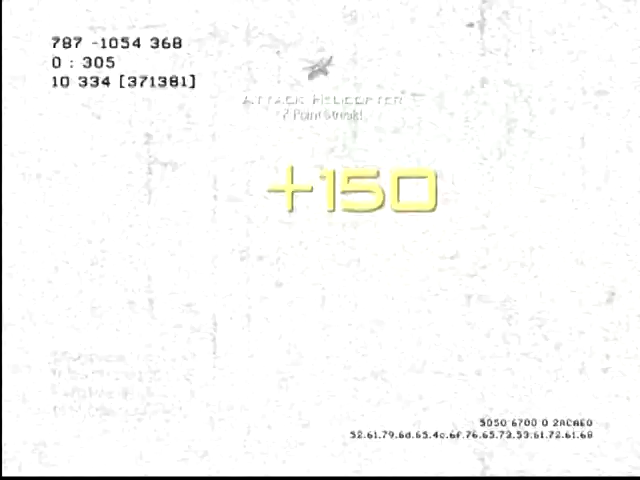 787 -1054 368
0 : 305
10 334 [371381]
ATTACK HELICOPTER
7 Point Streak!
+150
5050 6700 0 2ACAE0
52.61.79.6d.65.4c.6f.76.65.73.53.61.72.61.68